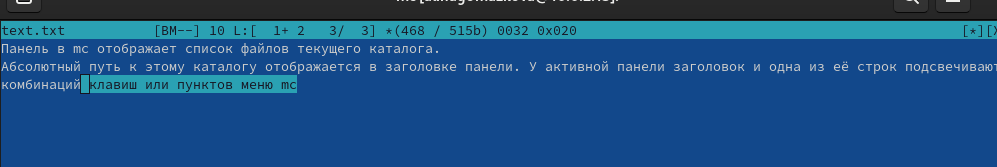 text.txt [BM--] 10 L:[ 1+ 2 3/ 3] *(468 / 515b) 0032 0x020 [*][X
Панель в mc отображает список файлов текущего каталога.
Абсолютный путь к этому каталогу отображается в заголовке панели. У активной панели заголовок и одна из её строк подсвечивают
комбинаций клавиш или пунктов меню mc